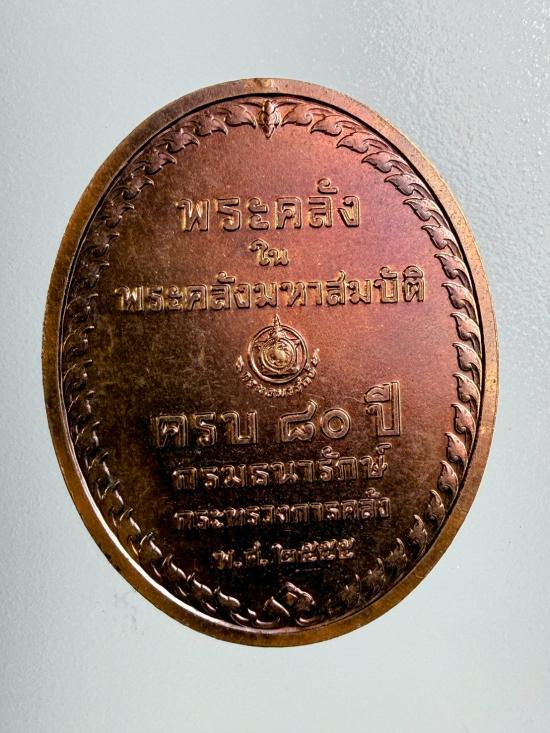 พระคลัง
ใน
พระคลังมหาสมบัติ
ครบ ๘๐ ปี
กรมธนารักษ์
กระทรวงการคลัง
พ.ศ.๒๕๕๕